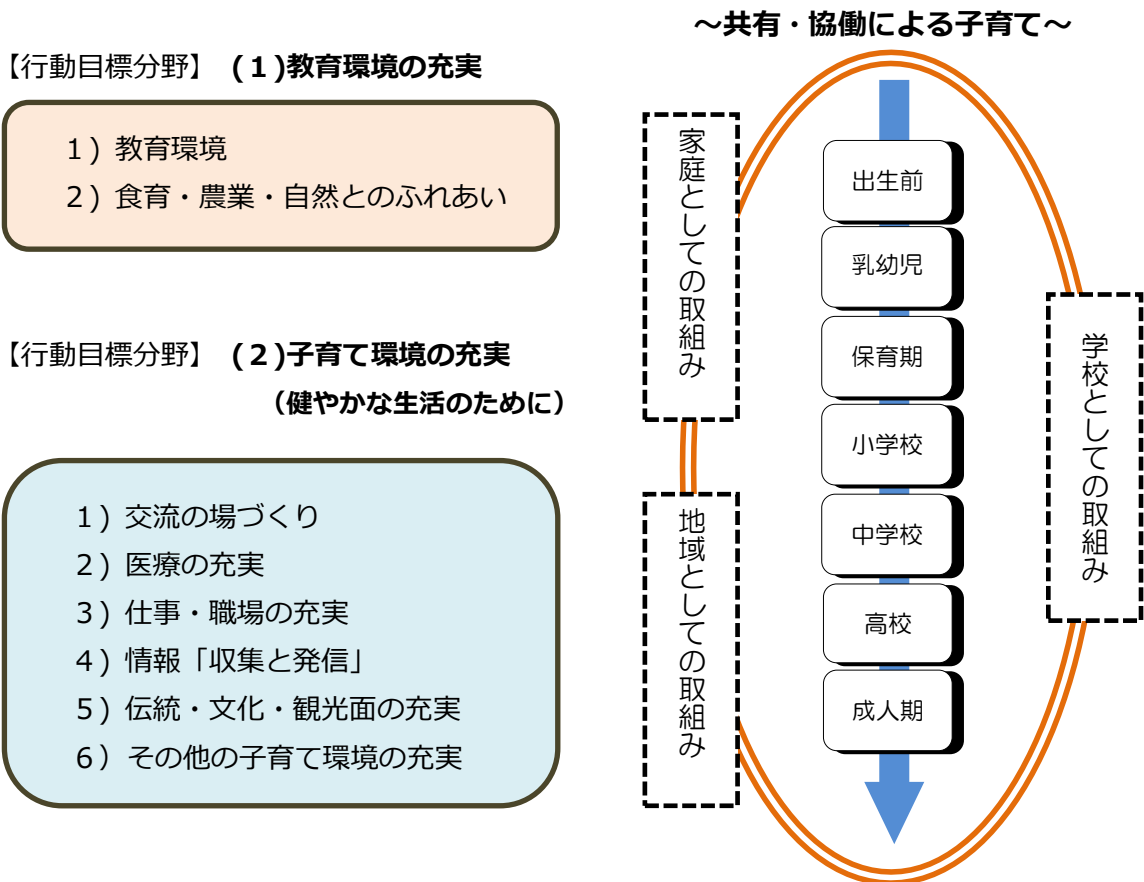 【行動目標分野】 (1)教育環境の充実
1）教育環境
2）食育・農業・自然とのふれあい
【行動目標分野】 (2)子育て環境の充実
（健やかな生活のために）
1）交流の場づくり
2）医療の充実
3）仕事・職場の充実
4）情報「収集と発信」
5）伝統・文化・観光面の充実
6）その他の子育て環境の充実
～共有・協働による子育て～
家庭としての取組み
地域としての取組み
出生前
乳幼児
保育期
小学校
中学校
高校
成人期
学校としての取組み